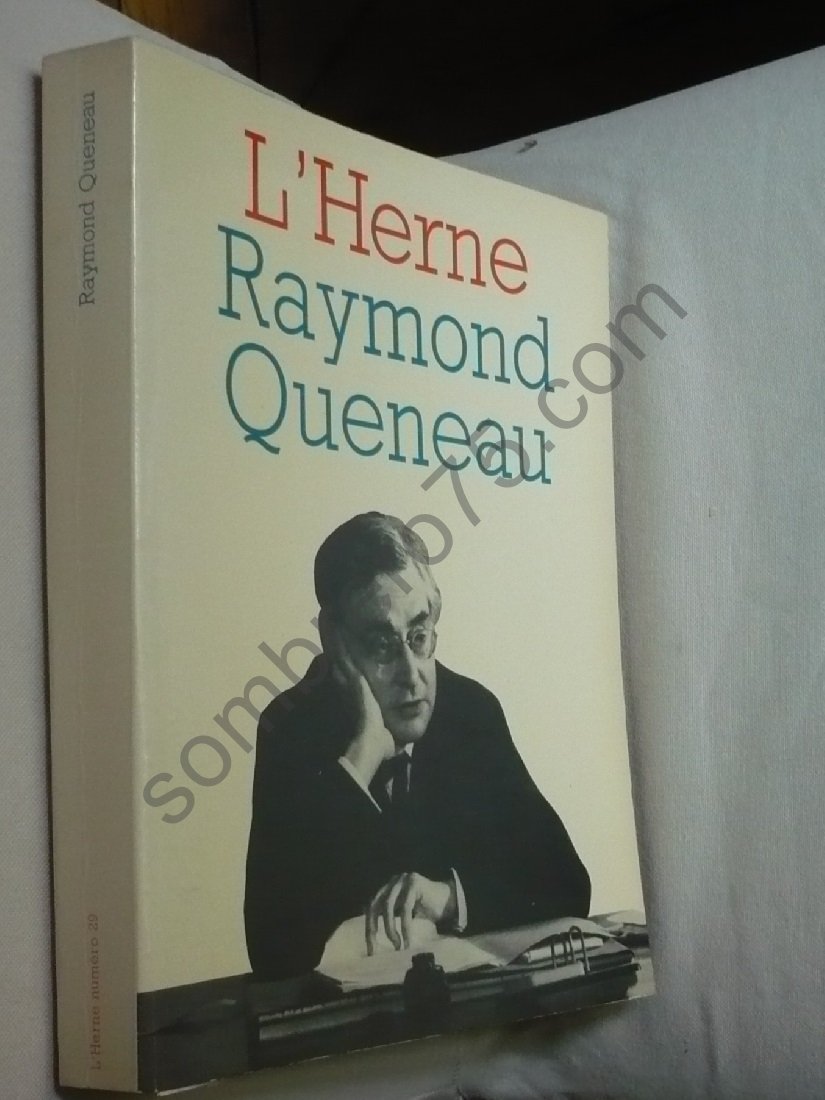 L'Herne
Raymond
Queneau
Raymond Queneau
L'Herne numéro 29